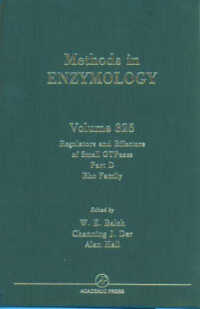 Methods in
ENZYMOLOGY
Volume 325
Regulators and Effectors
of Small GTPases
Part D
Rho Family
Edited by
W. E. Balch
Channing J. Der
Alan Hall
ACADEMIC PRESS